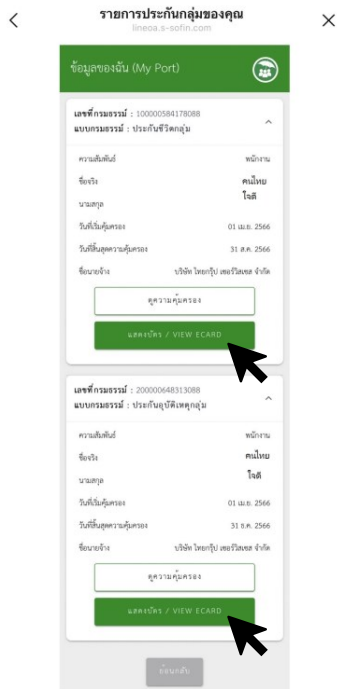 รายการประกันกลุ่มของคุณ
lineoa.s-sofin.com
ข้อมูลของฉัน (My Port)
เลขที่กรมธรรม์ : 100000584178088
แบบกรมธรรม์ : ประกันชีวิตกลุ่ม
ความสัมพันธ์ พนักงาน
ชื่อจริง คนไทย
นามสกุล ใจดี
วันที่เริ่มคุ้มครอง 01 เม.ย. 2566
วันที่สิ้นสุดความคุ้มครอง 31 ส.ค. 2566
ชื่อนายจ้าง บริษัท ไทยกรุ๊ป เซอร์วิสเซส จำกัด
ดูความคุ้มครอง
แสดงบัตร / VIEW ECARD
เลขที่กรมธรรม์ : 200000648313088
แบบกรมธรรม์ : ประกันอุบัติเหตุกลุ่ม
ความสัมพันธ์ พนักงาน
ชื่อจริง คนไทย
นามสกุล ใจดี
วันที่เริ่มคุ้มครอง 01 เม.ย. 2566
วันที่สิ้นสุดความคุ้มครอง 31 ธ.ค. 2566
ชื่อนายจ้าง บริษัท ไทยกรุ๊ป เซอร์วิสเซส จำกัด
ดูความคุ้มครอง
แสดงบัตร / VIEW ECARD
ย้อนกลับ